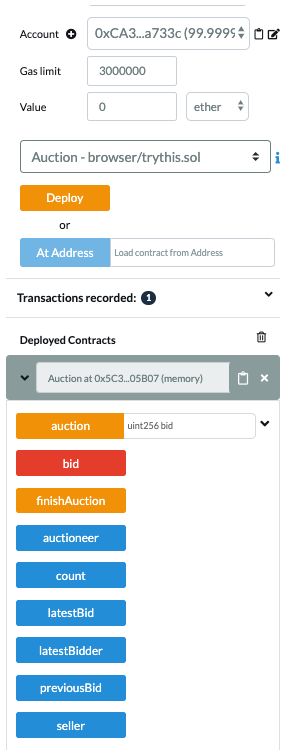 Account
0xCA3...a733c (99.9999
Gas limit
3000000
Value
0
ether
Auction - browser/trythis.sol
i
Deploy
or
At Address
Load contract from Address
Transactions recorded: 1
Deployed Contracts
Auction at 0x5C3...05B07 (memory)
auction
uint256 bid
bid
finishAuction
auctioneer
count
latestBid
latestBidder
previousBid
seller